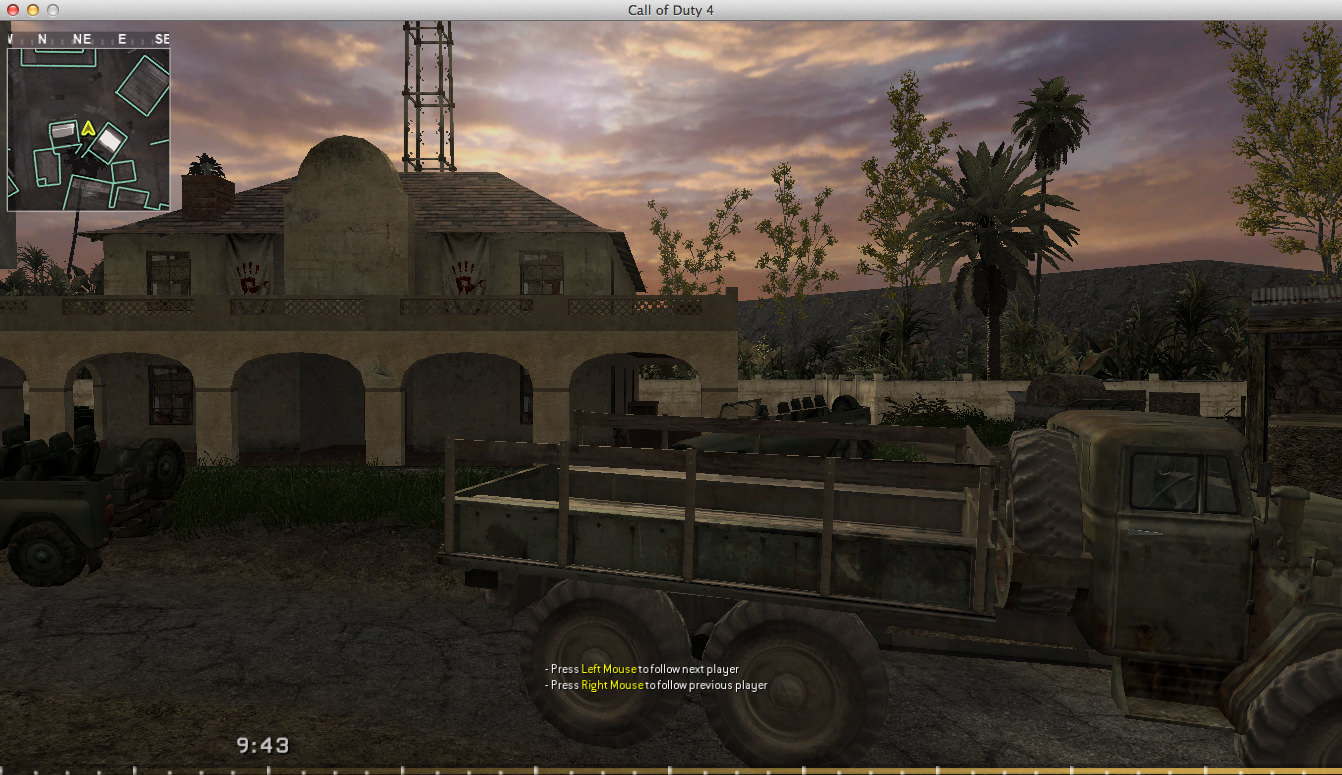 Call of Duty 4
N NE E SE
- Press Left Mouse to follow next player
- Press Right Mouse to follow previous player
9:43